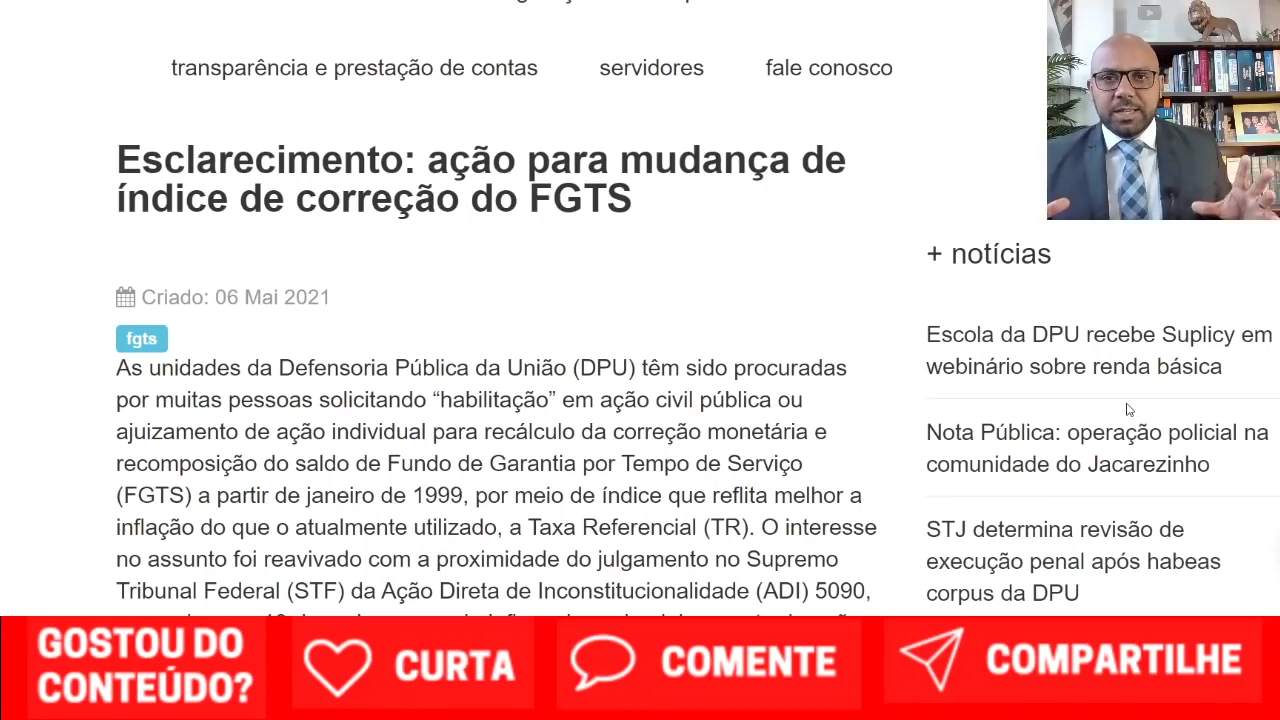 transparência e prestação de contas servidores fale conosco
Esclarecimento: ação para mudança de
índice de correção do FGTS
Criado: 06 Mai 2021
fgts
As unidades da Defensoria Pública da União (DPU) têm sido procuradas
por muitas pessoas solicitando “habilitação” em ação civil pública ou
ajuizamento de ação individual para recálculo da correção monetária e
recomposição do saldo de Fundo de Garantia por Tempo de Serviço
(FGTS) a partir de janeiro de 1999, por meio de índice que reflita melhor a
inflação do que o atualmente utilizado, a Taxa Referencial (TR). O interesse
no assunto foi reavivado com a proximidade do julgamento no Supremo
Tribunal Federal (STF) da Ação Direta de Inconstitucionalidade (ADI) 5090,
+ notícias
Escola da DPU recebe Suplicy em
webinário sobre renda básica
Nota Pública: operação policial na
comunidade do Jacarezinho
STJ determina revisão de
execução penal após habeas
corpus da DPU
GOSTOU DO
CONTEÚDO?
CURTA
COMENTE
COMPARTILHE